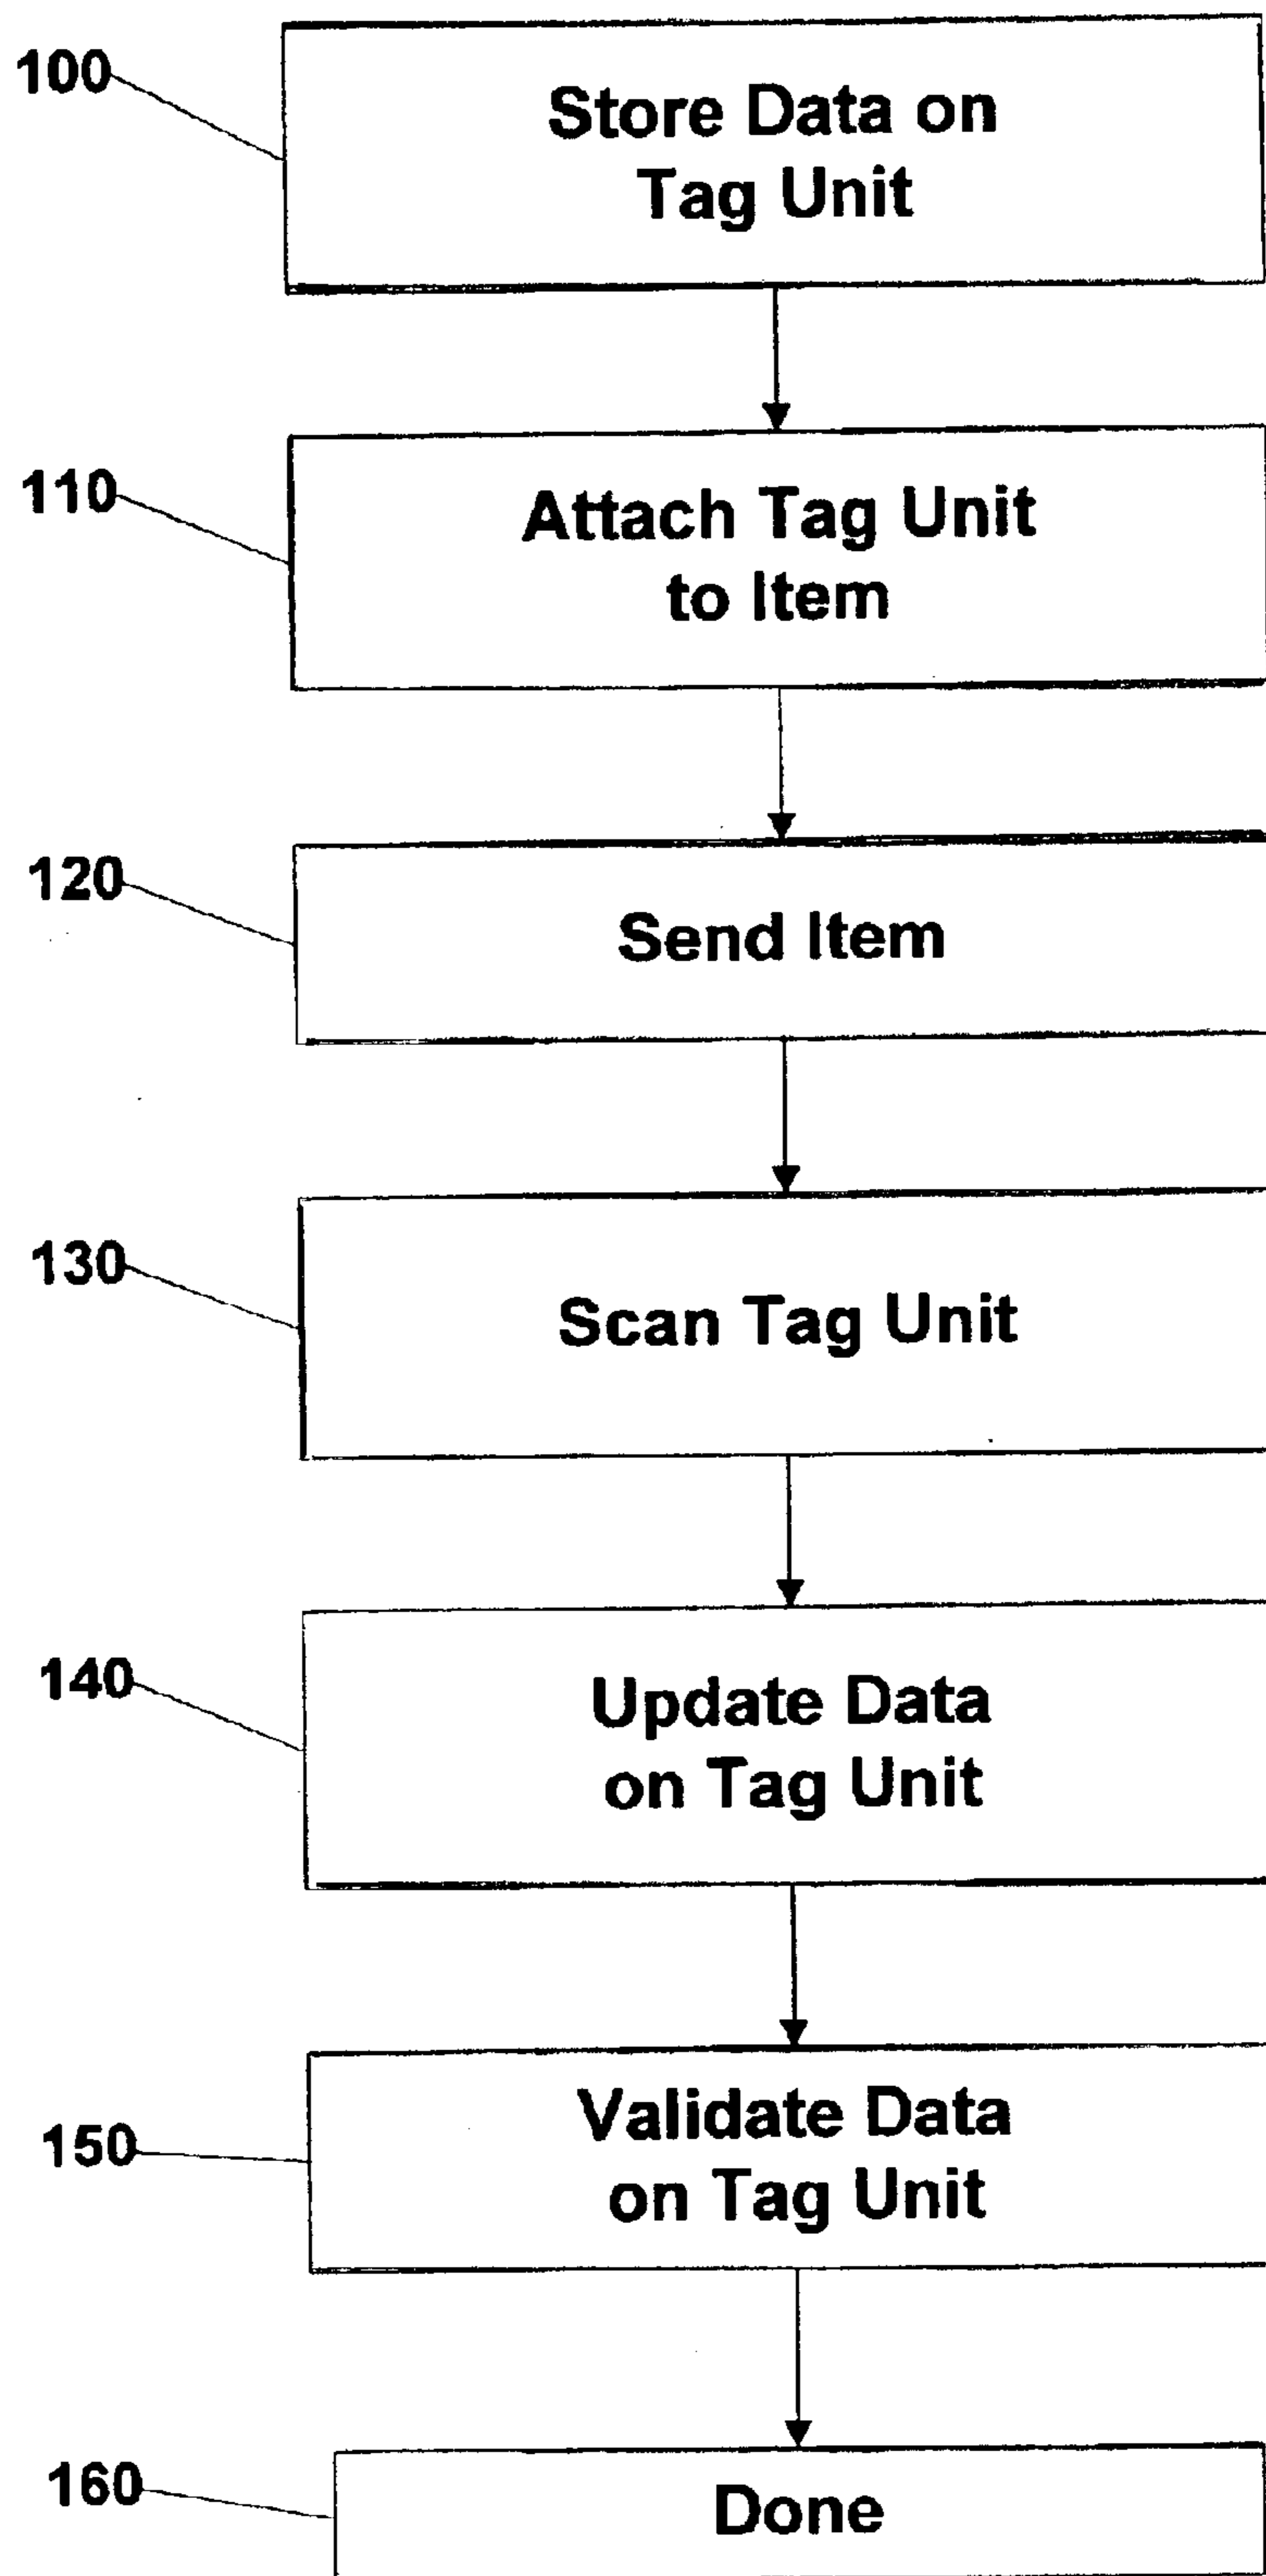 100
Store Data on
Tag Unit
110
Attach Tag Unit
to Item
120
Send Item
130
Scan Tag Unit
140
Update Data
on Tag Unit
150
Validate Data
on Tag Unit
160
Done